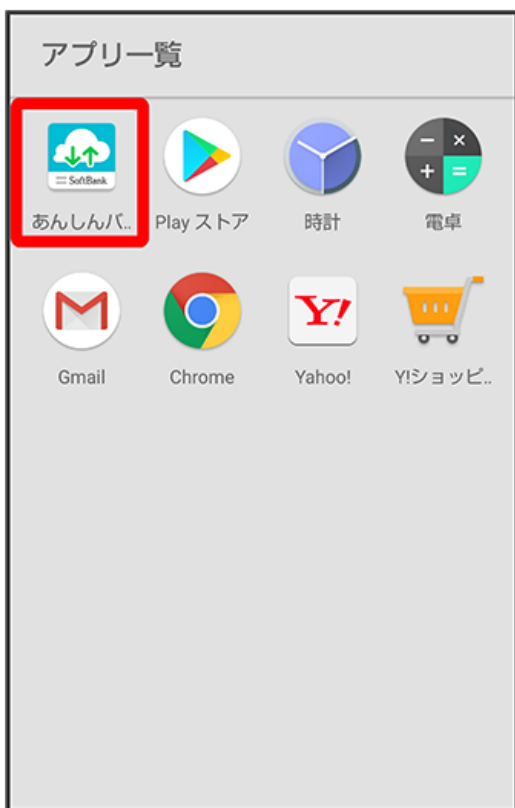 アプリ一覧
SoftBank
あんしんバ..
Play ストア
時計
電卓
Y!
Gmail
Chrome
Yahoo!
Y!ショッピ..